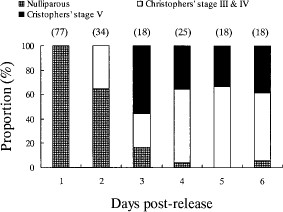 Nulliparous
Christophers' stage III & IV
Cristophers' stage V
(77) (34) (18) (25) (18) (18)
Proportion (%)
100
80
60
40
20
0
1 2 3 4 5 6
Days post-release